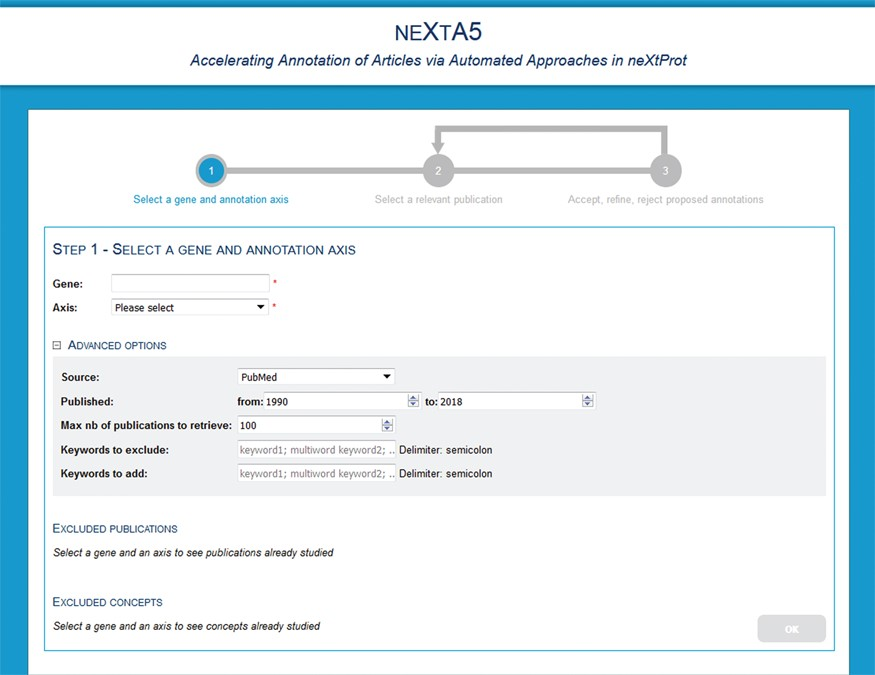 NEXTA5
Accelerating Annotation of Articles via Automated Approaches in neXtProt
1 2 3
Select a gene and annotation axis Select a relevant publication Accept, refine, reject proposed annotations
STEP 1 - SELECT A GENE AND ANNOTATION AXIS
Gene: *
Axis: Please select *
ADVANCED OPTIONS
Source: PubMed
Published: from: 1990 to: 2018
Max nb of publications to retrieve: 100
Keywords to exclude: keyword1; multiword keyword2; .. Delimiter: semicolon
Keywords to add: keyword1; multiword keyword2; .. Delimiter: semicolon
EXCLUDED PUBLICATIONS
Select a gene and an axis to see publications already studied
EXCLUDED CONCEPTS
Select a gene and an axis to see concepts already studied
OK